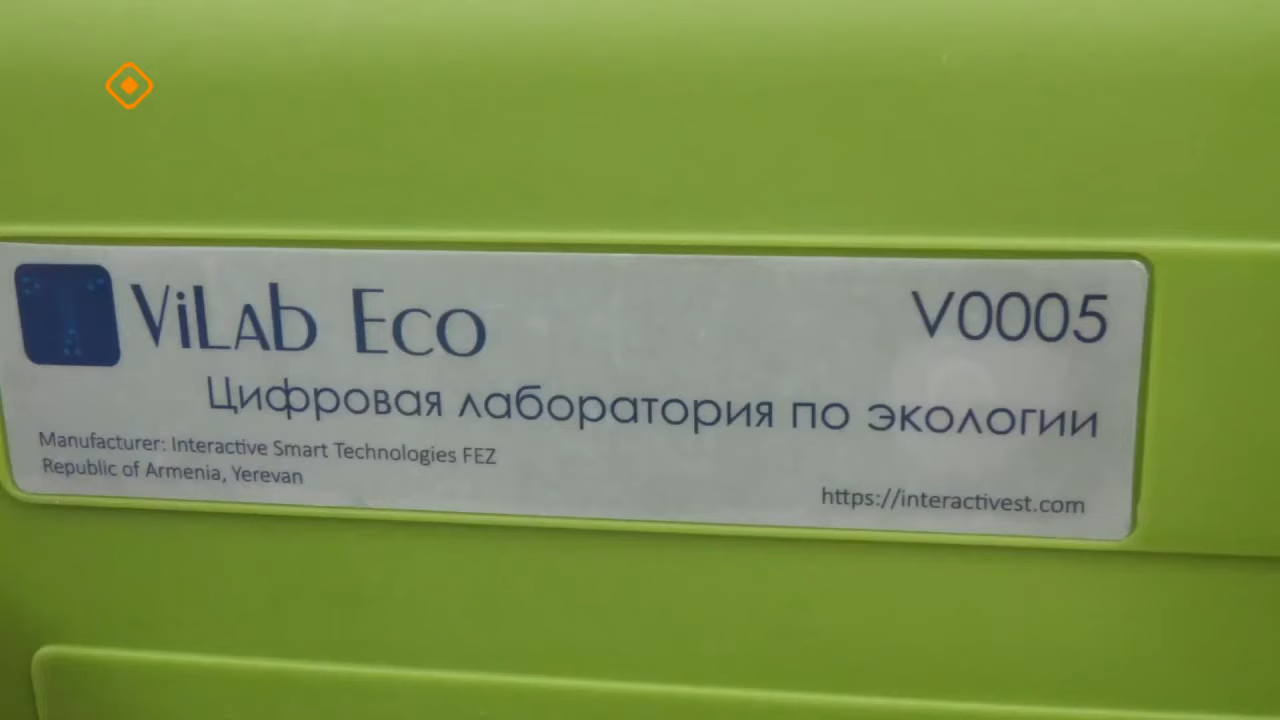 ViLab Eco
V0005
Цифровая лаборатория по экологии
Manufacturer: Interactive Smart Technologies FEZ
Republic of Armenia, Yerevan
https://interactivest.com